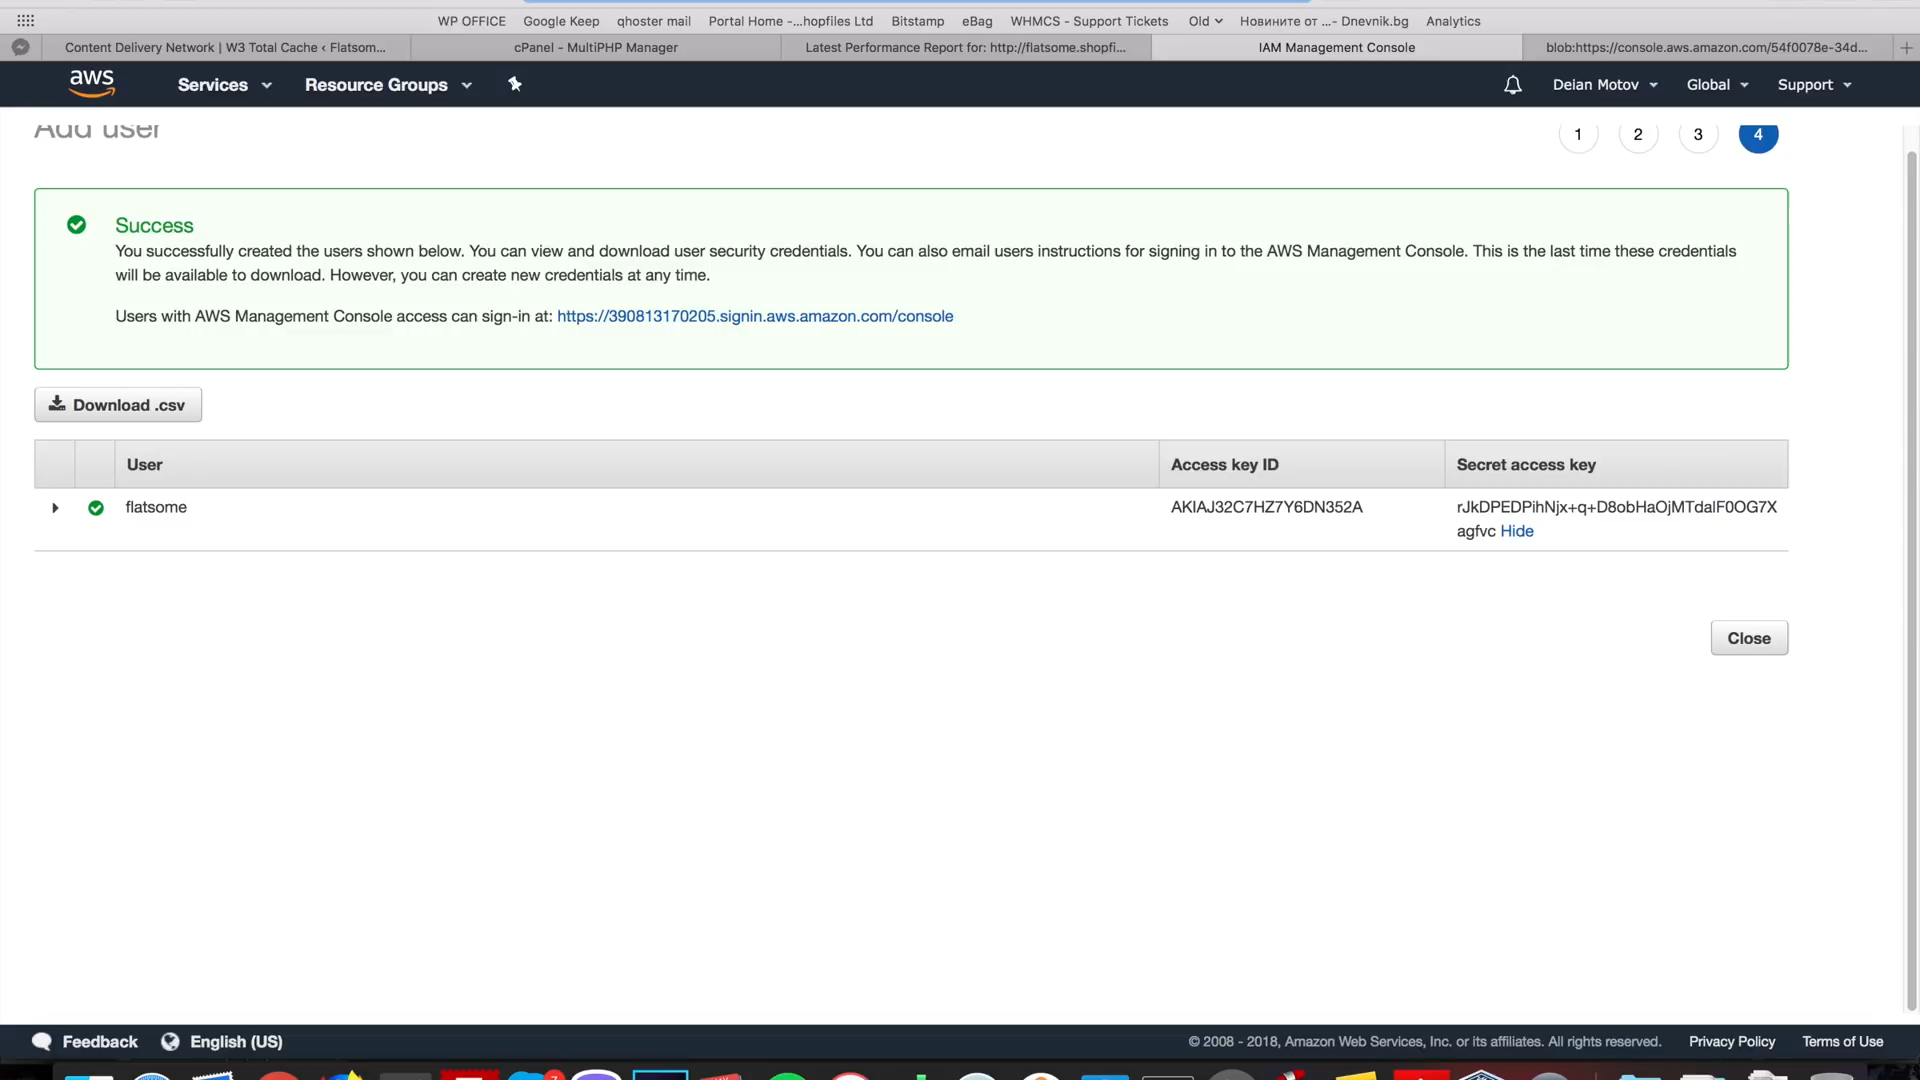 WP OFFICE Google Keep qhoster mail Portal Home -...hopfiles Ltd Bitstamp eBag WHMCS - Support Tickets Old Новините от ...- Dnevnik.bg Analytics
Content Delivery Network | W3 Total Cache ‹ Flatsom... cPanel - MultiPHP Manager Latest Performance Report for: http://flatsome.shopfi... IAM Management Console blob:https://console.aws.amazon.com/54f0078e-34d...
aws Services Resource Groups Deian Motov Global Support
Add user 1 2 3 4
Success
You successfully created the users shown below. You can view and download user security credentials. You can also email users instructions for signing in to the AWS Management Console. This is the last time these credentials
will be available to download. However, you can create new credentials at any time.
Users with AWS Management Console access can sign-in at: https://390813170205.signin.aws.amazon.com/console
Download .csv
User Access key ID Secret access key
flatsome AKIAJ32C7HZ7Y6DN352A rJkDPEDPihNjx+q+D8obHaOjMTdalF0OG7X
agfvc Hide
Close
Feedback English (US) © 2008 - 2018, Amazon Web Services, Inc. or its affiliates. All rights reserved. Privacy Policy Terms of Use
7